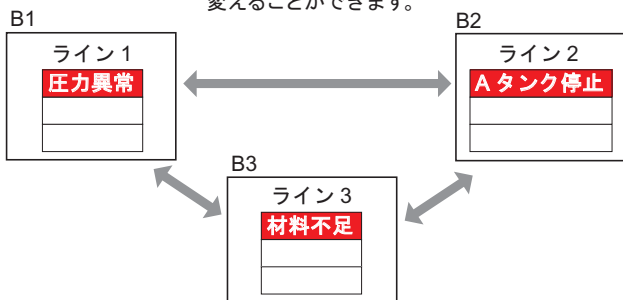 変えることができます。
B1
ライン 1
圧力異常
B2
ライン 2
A タンク停止
B3
ライン 3
材料不足